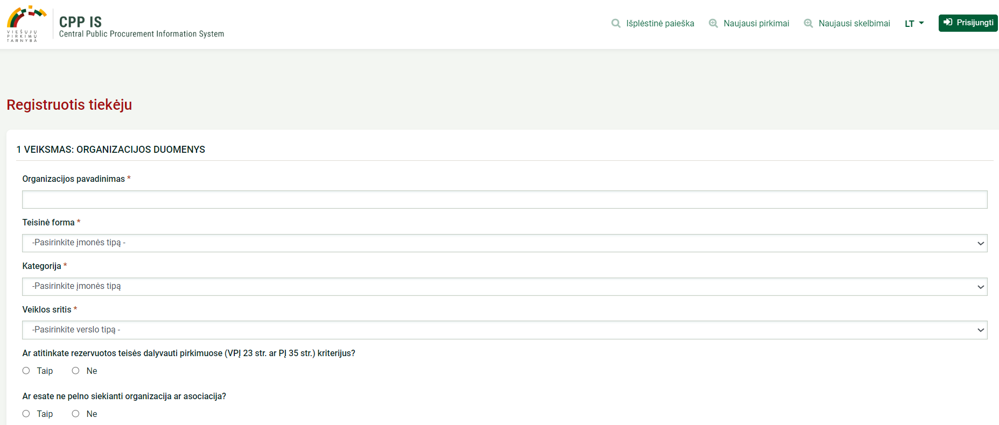 VIEŠŲJŲ
PIRKIMŲ
TARNYBA
CPP IS
Central Public Procurement Information System
Išplėstinė paieška
Naujausi pirkimai
Naujausi skelbimai
LT
Prisijungti
Registruotis tiekėju
1 VEIKSMAS: ORGANIZACIJOS DUOMENYS
Organizacijos pavadinimas *
Teisinė forma *
-Pasirinkite įmonės tipą -
Kategorija *
-Pasirinkite įmonės tipą
Veiklos sritis *
-Pasirinkite verslo tipą -
Ar atitinkate rezervuotos teisės dalyvauti pirkimuose (VPĮ 23 str. ar PĮ 35 str.) kriterijus?
Taip Ne
Ar esate ne pelno siekianti organizacija ar asociacija?
Taip Ne